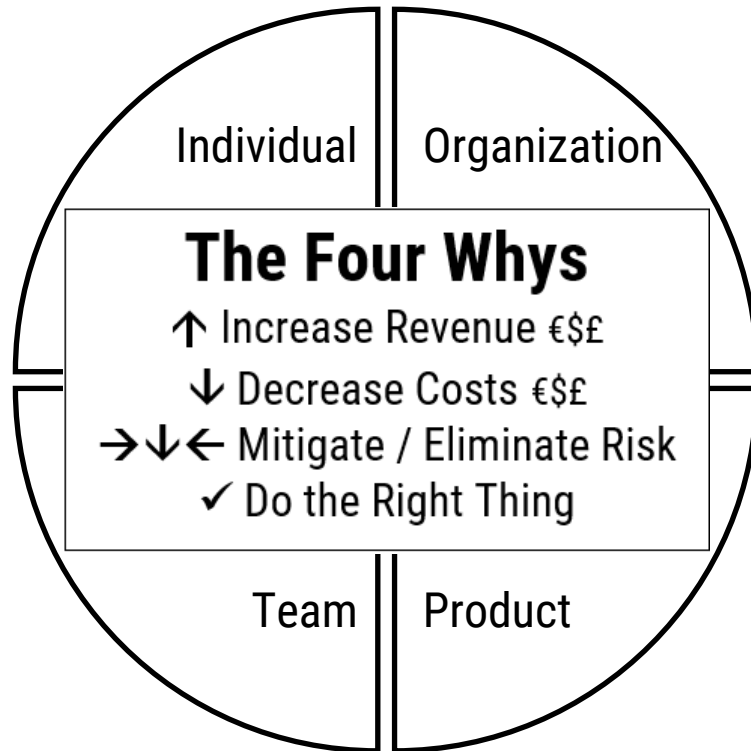 Individual
Organization
The Four Whys
↑ Increase Revenue €$£
↓ Decrease Costs €$£
→↓← Mitigate / Eliminate Risk
✓ Do the Right Thing
Team
Product